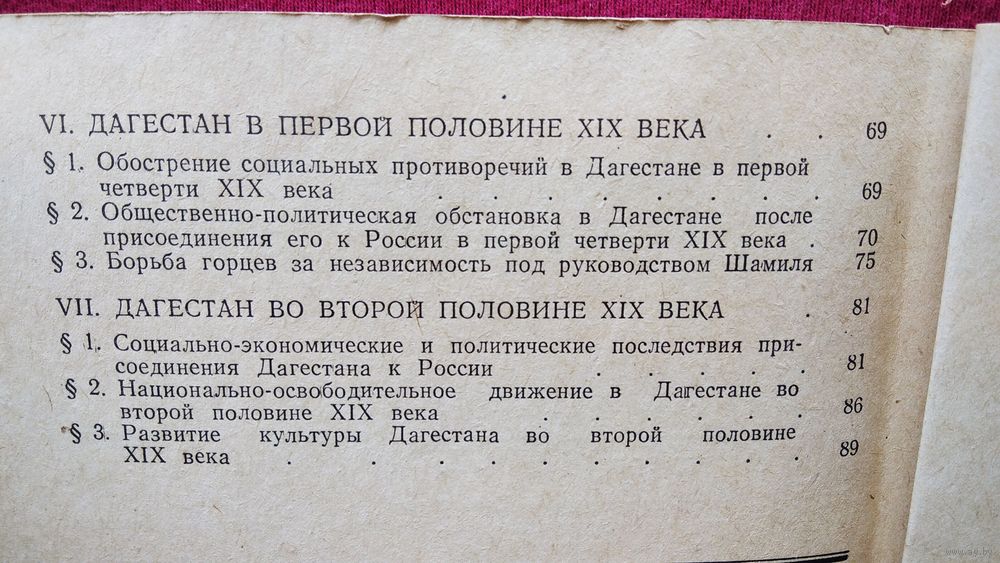 VI. ДАГЕСТАН В ПЕРВОЙ ПОЛОВИНЕ XIX ВЕКА . . 69
§ 1. Обострение социальных противоречий в Дагестане в первой
четверти XIX века . . . . . . . . 69
§ 2. Общественно-политическая обстановка в Дагестане после
присоединения его к России в первой четверти XIX века . 70
§ 3. Борьба горцев за независимость под руководством Шамиля 75
VII. ДАГЕСТАН ВО ВТОРОЙ ПОЛОВИНЕ XIX ВЕКА . 81
§ 1. Социально-экономические и политические последствия при-
соединения Дагестана к России . . . . . 81
§ 2. Национально-освободительное движение в Дагестане во
второй половине XIX века . . . . . . 86
§ 3. Развитие культуры Дагестана во второй половине
XIX века . . . . . . . . . . 89
www.ay.by